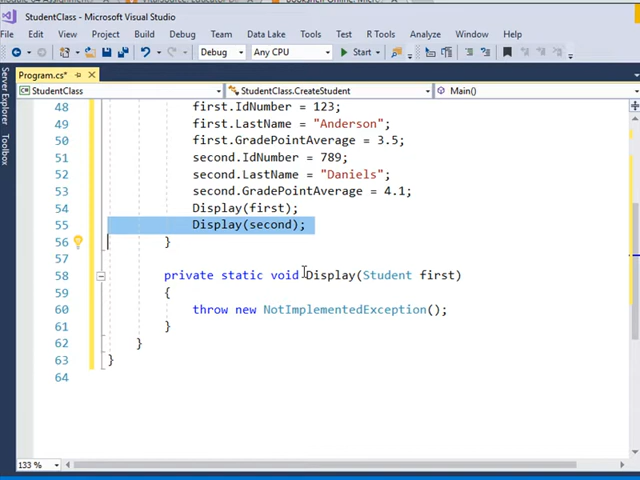 StudentClass - Microsoft Visual Studio
File Edit View Project Build Debug Team Data Lake Tools Test R Tools Analyze Window
Debug Any CPU Start
Program.cs*
StudentClass StudentClass.CreateStudent Main()
Server Explorer
Toolbox
48 first.IdNumber = 123;
49 first.LastName = "Anderson";
50 first.GradePointAverage = 3.5;
51 second.IdNumber = 789;
52 second.LastName = "Daniels";
53 second.GradePointAverage = 4.1;
54 Display(first);
55 Display(second);
56 }
57
58 private static void Display(Student first)
59 {
60 throw new NotImplementedException();
61 }
62 }
63 }
64
133 %